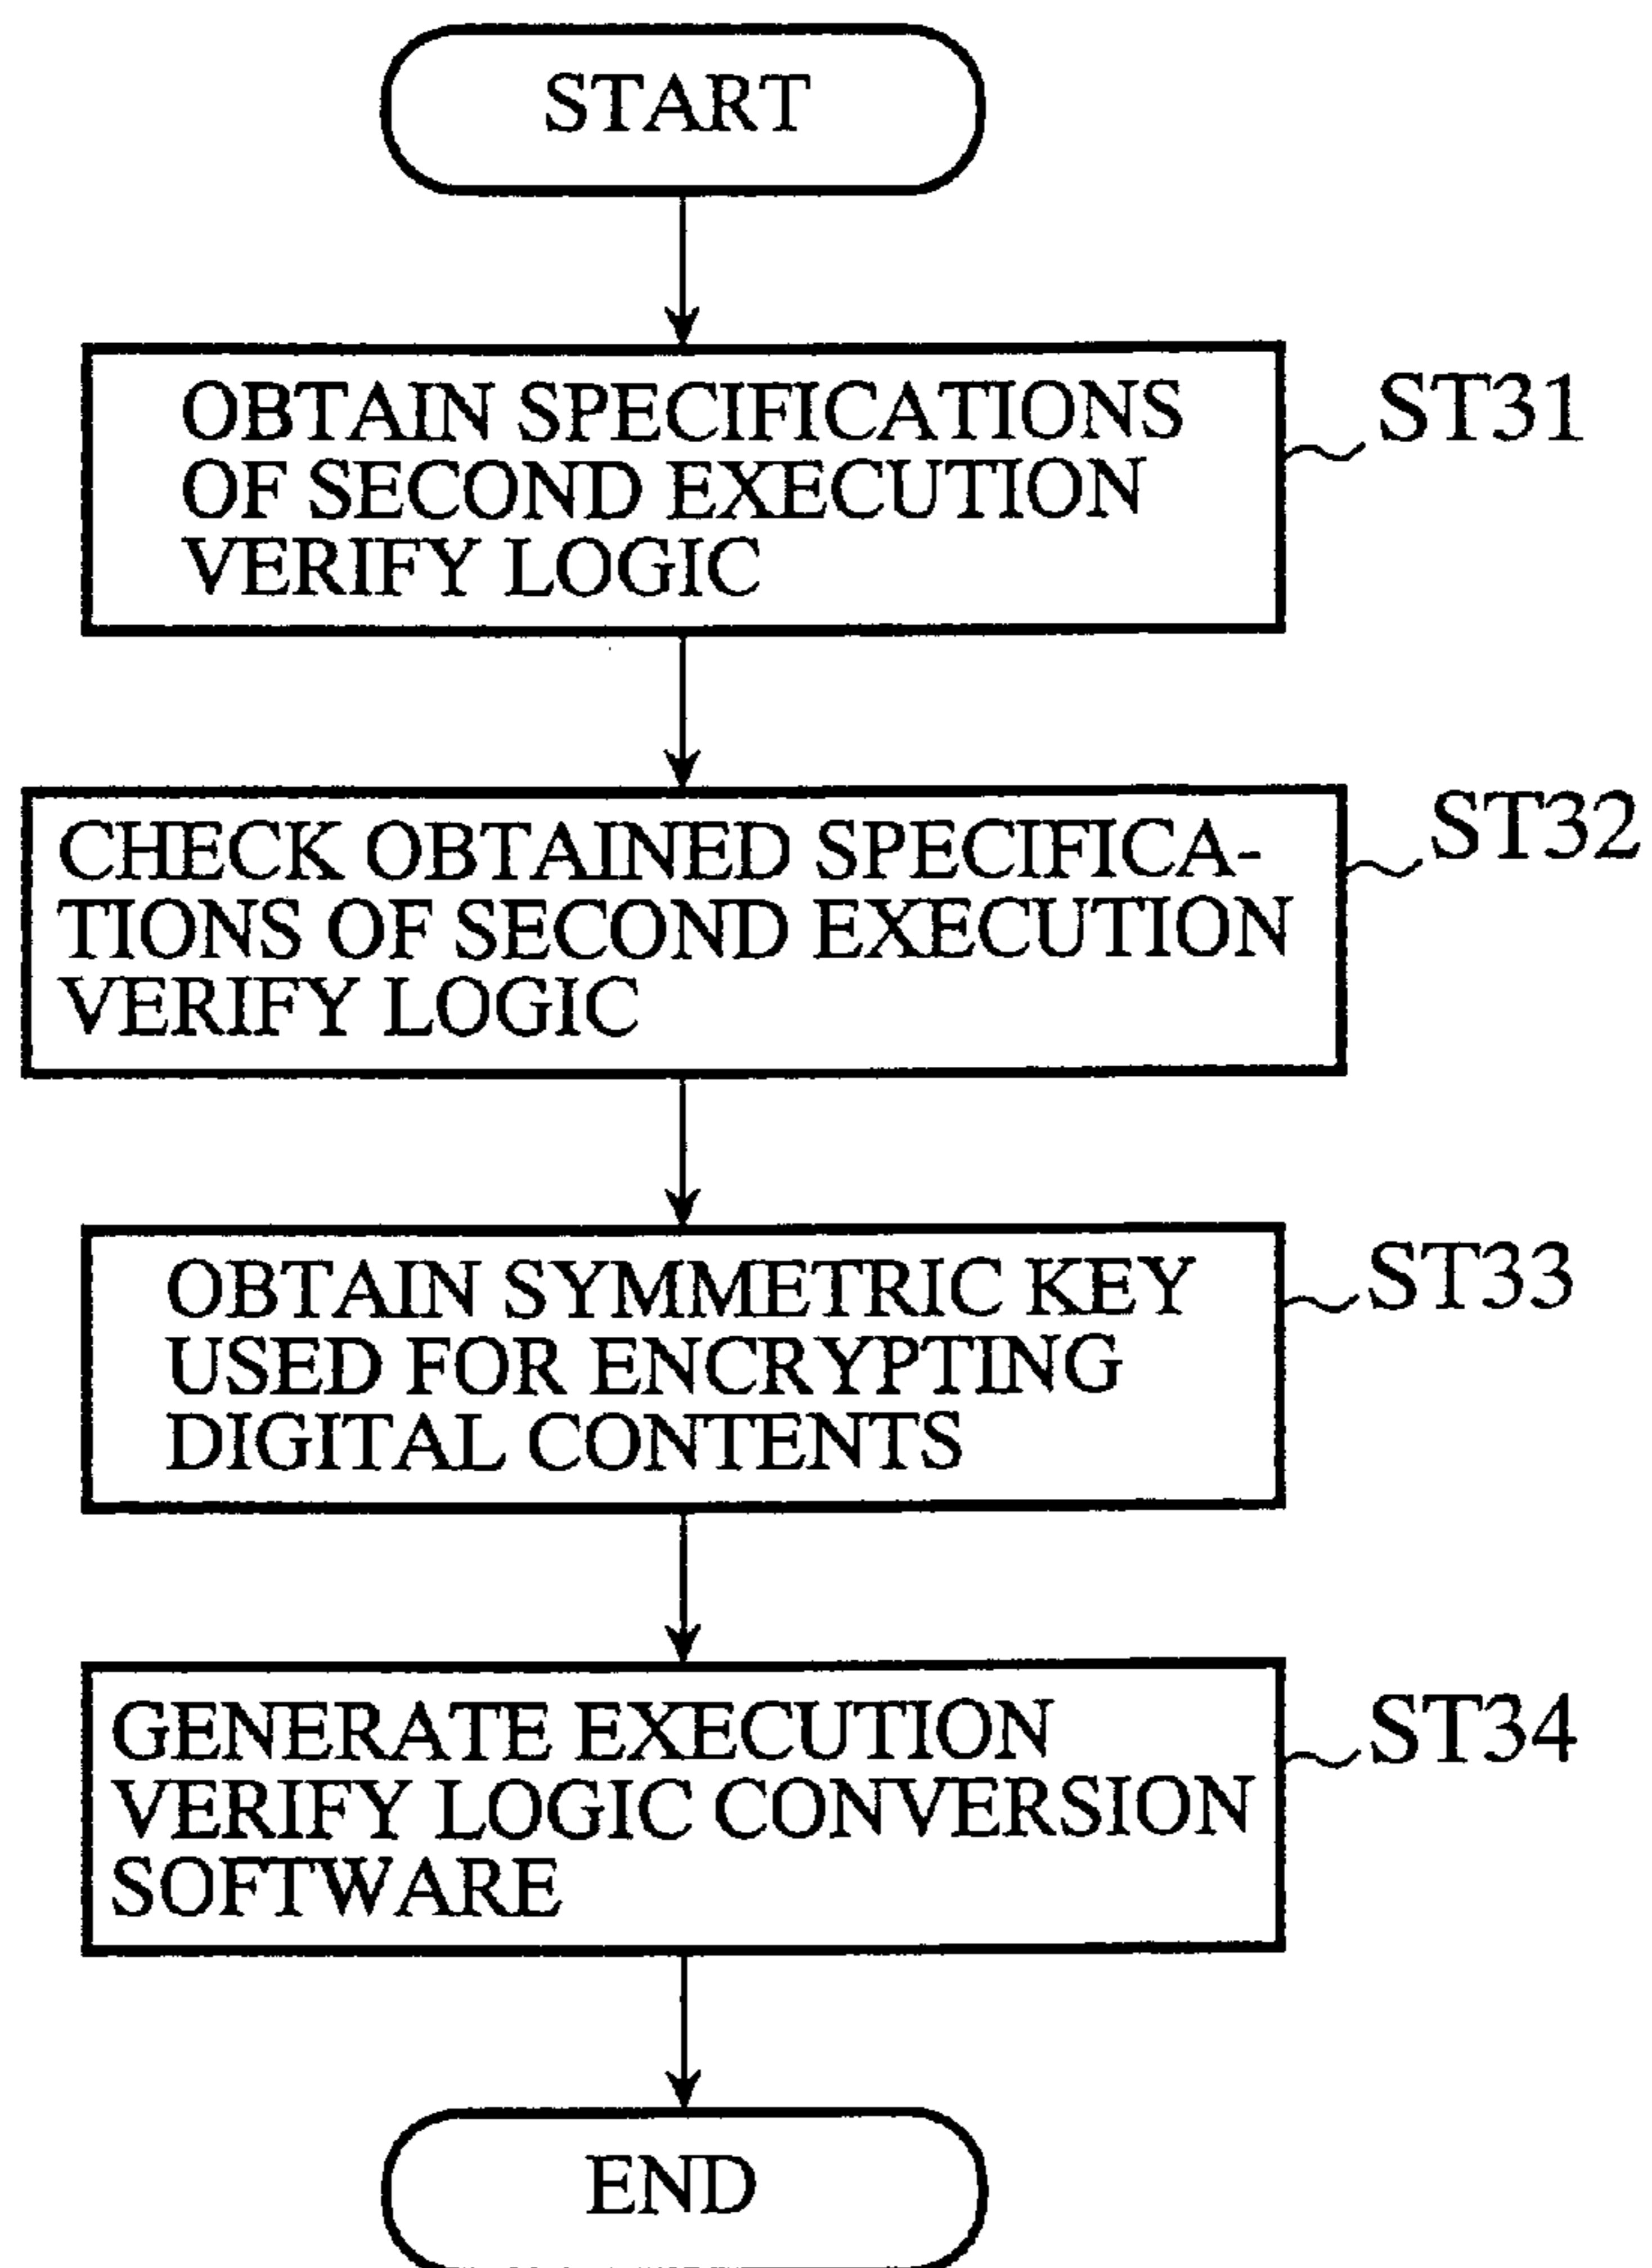 START
OBTAIN SPECIFICATIONS
OF SECOND EXECUTION
VERIFY LOGIC
ST31
CHECK OBTAINED SPECIFICA-
TIONS OF SECOND EXECUTION
VERIFY LOGIC
ST32
OBTAIN SYMMETRIC KEY
USED FOR ENCRYPTING
DIGITAL CONTENTS
ST33
GENERATE EXECUTION
VERIFY LOGIC CONVERSION
SOFTWARE
ST34
END